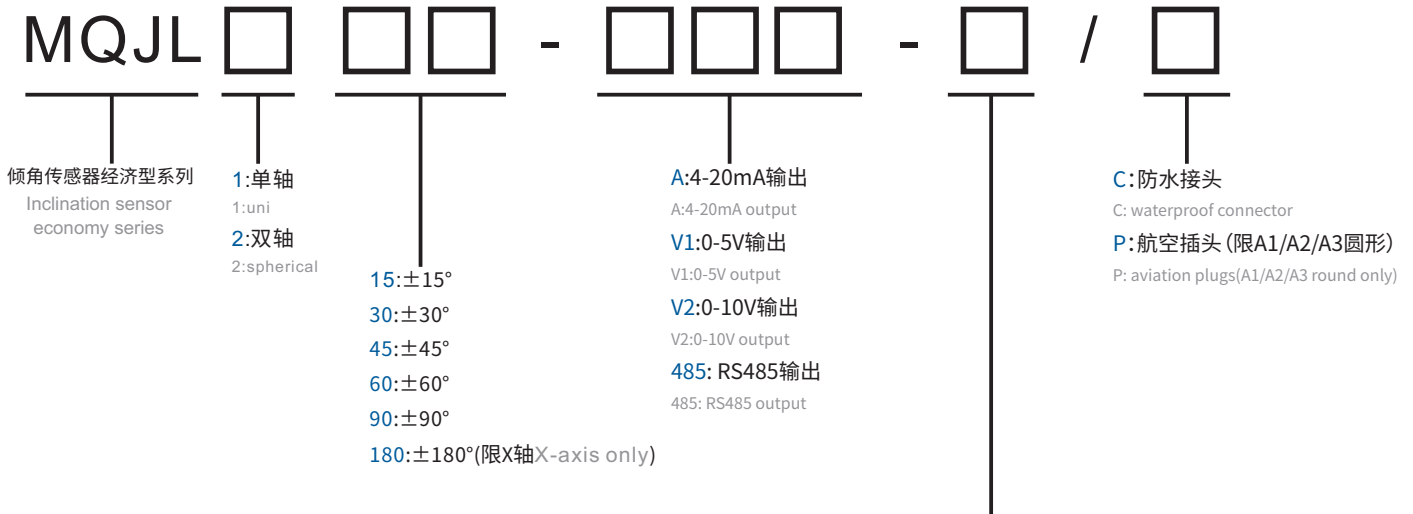 MQJL□ □□ - □□□ - □ / □
倾角传感器经济型系列
Inclination sensor
economy series
1:单轴
1:uni
2:双轴
2:spherical
15:±15°
30:±30°
45:±45°
60:±60°
90:±90°
180:±180°(限X轴X-axis only)
A:4-20mA输出
A:4-20mA output
V1:0-5V输出
V1:0-5V output
V2:0-10V输出
V2:0-10V output
485: RS485输出
485: RS485 output
C:防水接头
C: waterproof connector
P:航空插头(限A1/A2/A3圆形)
P: aviation plugs(A1/A2/A3 round only)